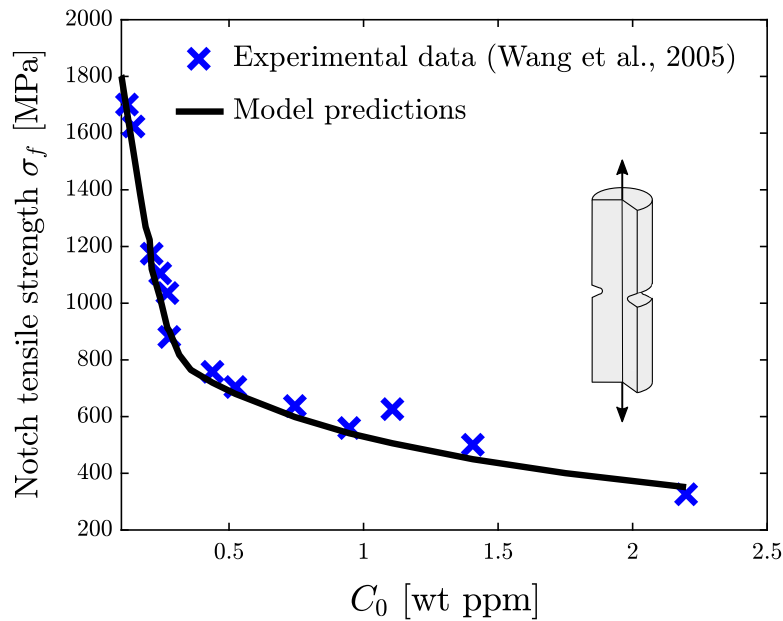 Experimental data (Wang et al., 2005)
Model predictions
Notch tensile strength σ_f [MPa]
2000
1800
1600
1400
1200
1000
800
600
400
200
0.5 1 1.5 2 2.5
C_0 [wt ppm]